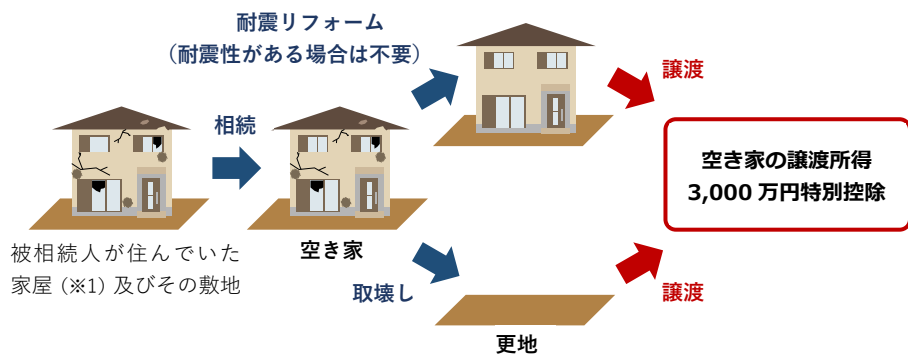 耐震リフォーム
(耐震性がある場合は不要)
譲渡
相続
空き家の譲渡所得
3,000 万円特別控除
被相続人が住んでいた
家屋 (※1) 及びその敷地
空き家
取壊し
譲渡
更地